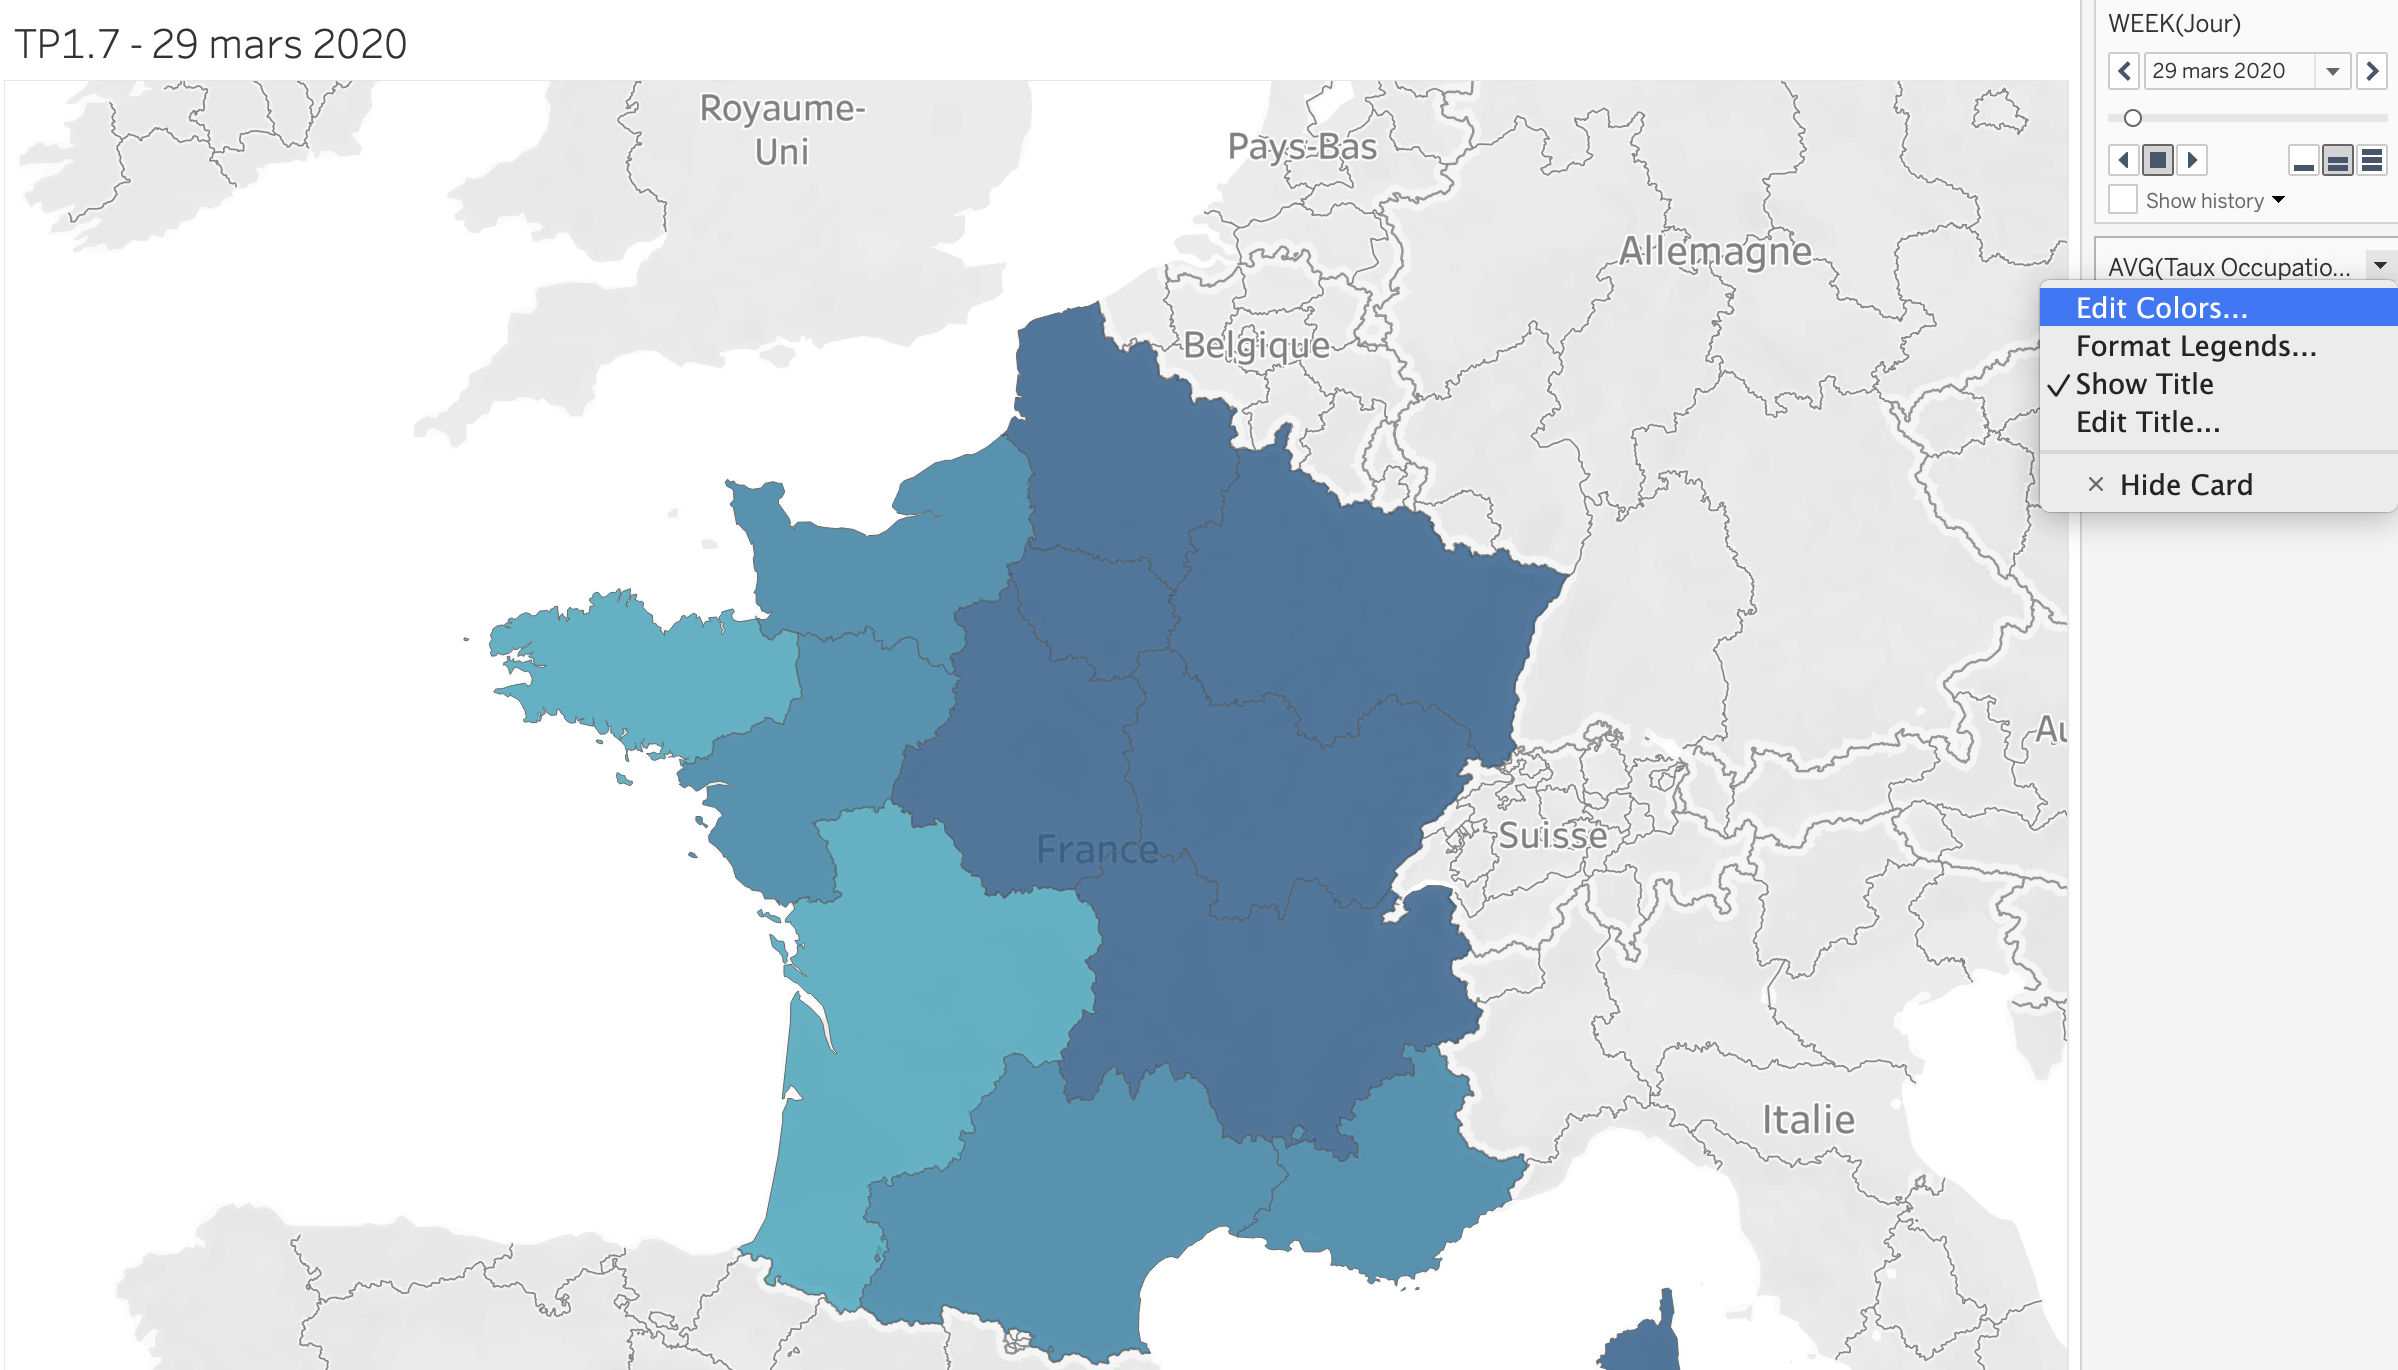 TP1.7 - 29 mars 2020
Royaume-
Uni
Pays-Bas
Allemagne
Belgique
Au
Suisse
France
Italie
WEEK(Jour)
29 mars 2020
Show history
AVG(Taux Occupatio...
Edit Colors...
Format Legends...
Show Title
Edit Title...
Hide Card